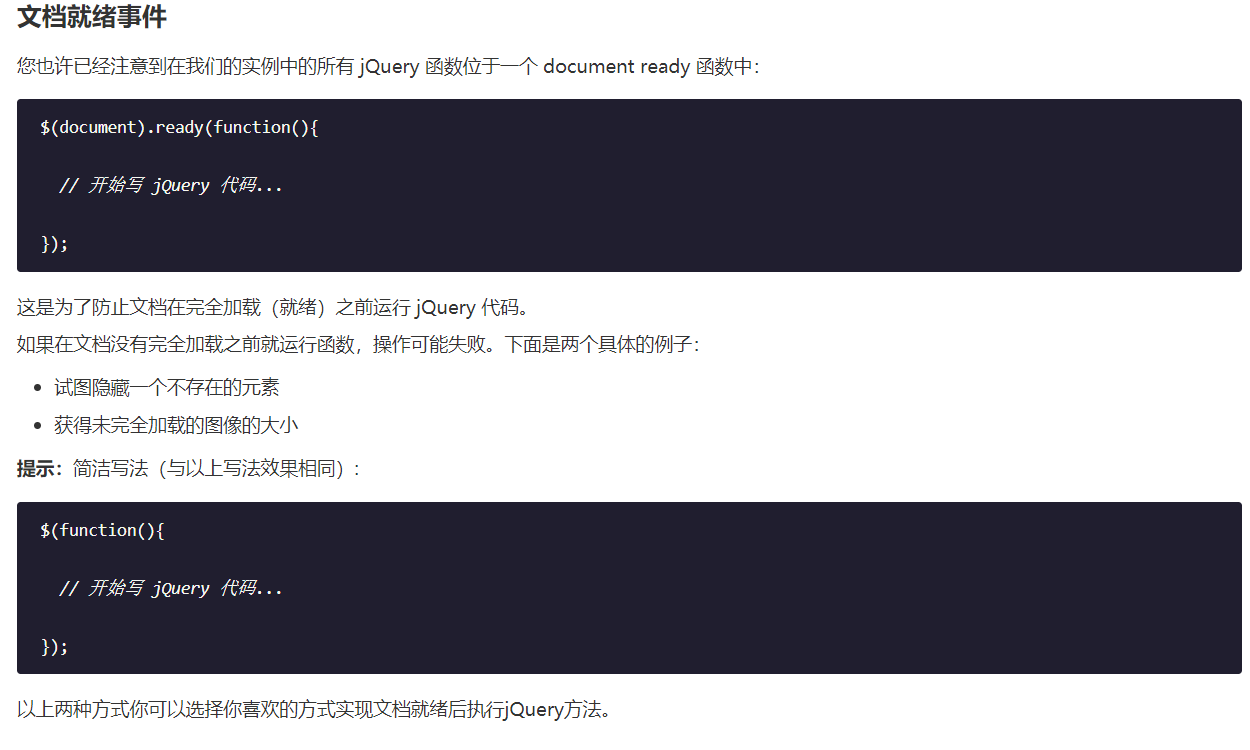 文档就绪事件
您也许已经注意到在我们的实例中的所有 jQuery 函数位于一个 document ready 函数中：
$(document).ready(function(){
// 开始写 jQuery 代码...
});
这是为了防止文档在完全加载（就绪）之前运行 jQuery 代码。
如果在文档没有完全加载之前就运行函数，操作可能失败。下面是两个具体的例子：
• 试图隐藏一个不存在的元素
• 获得未完全加载的图像的大小
提示：简洁写法（与以上写法效果相同）：
$(function(){
// 开始写 jQuery 代码...
});
以上两种方式你可以选择你喜欢的方式实现文档就绪后执行jQuery方法。